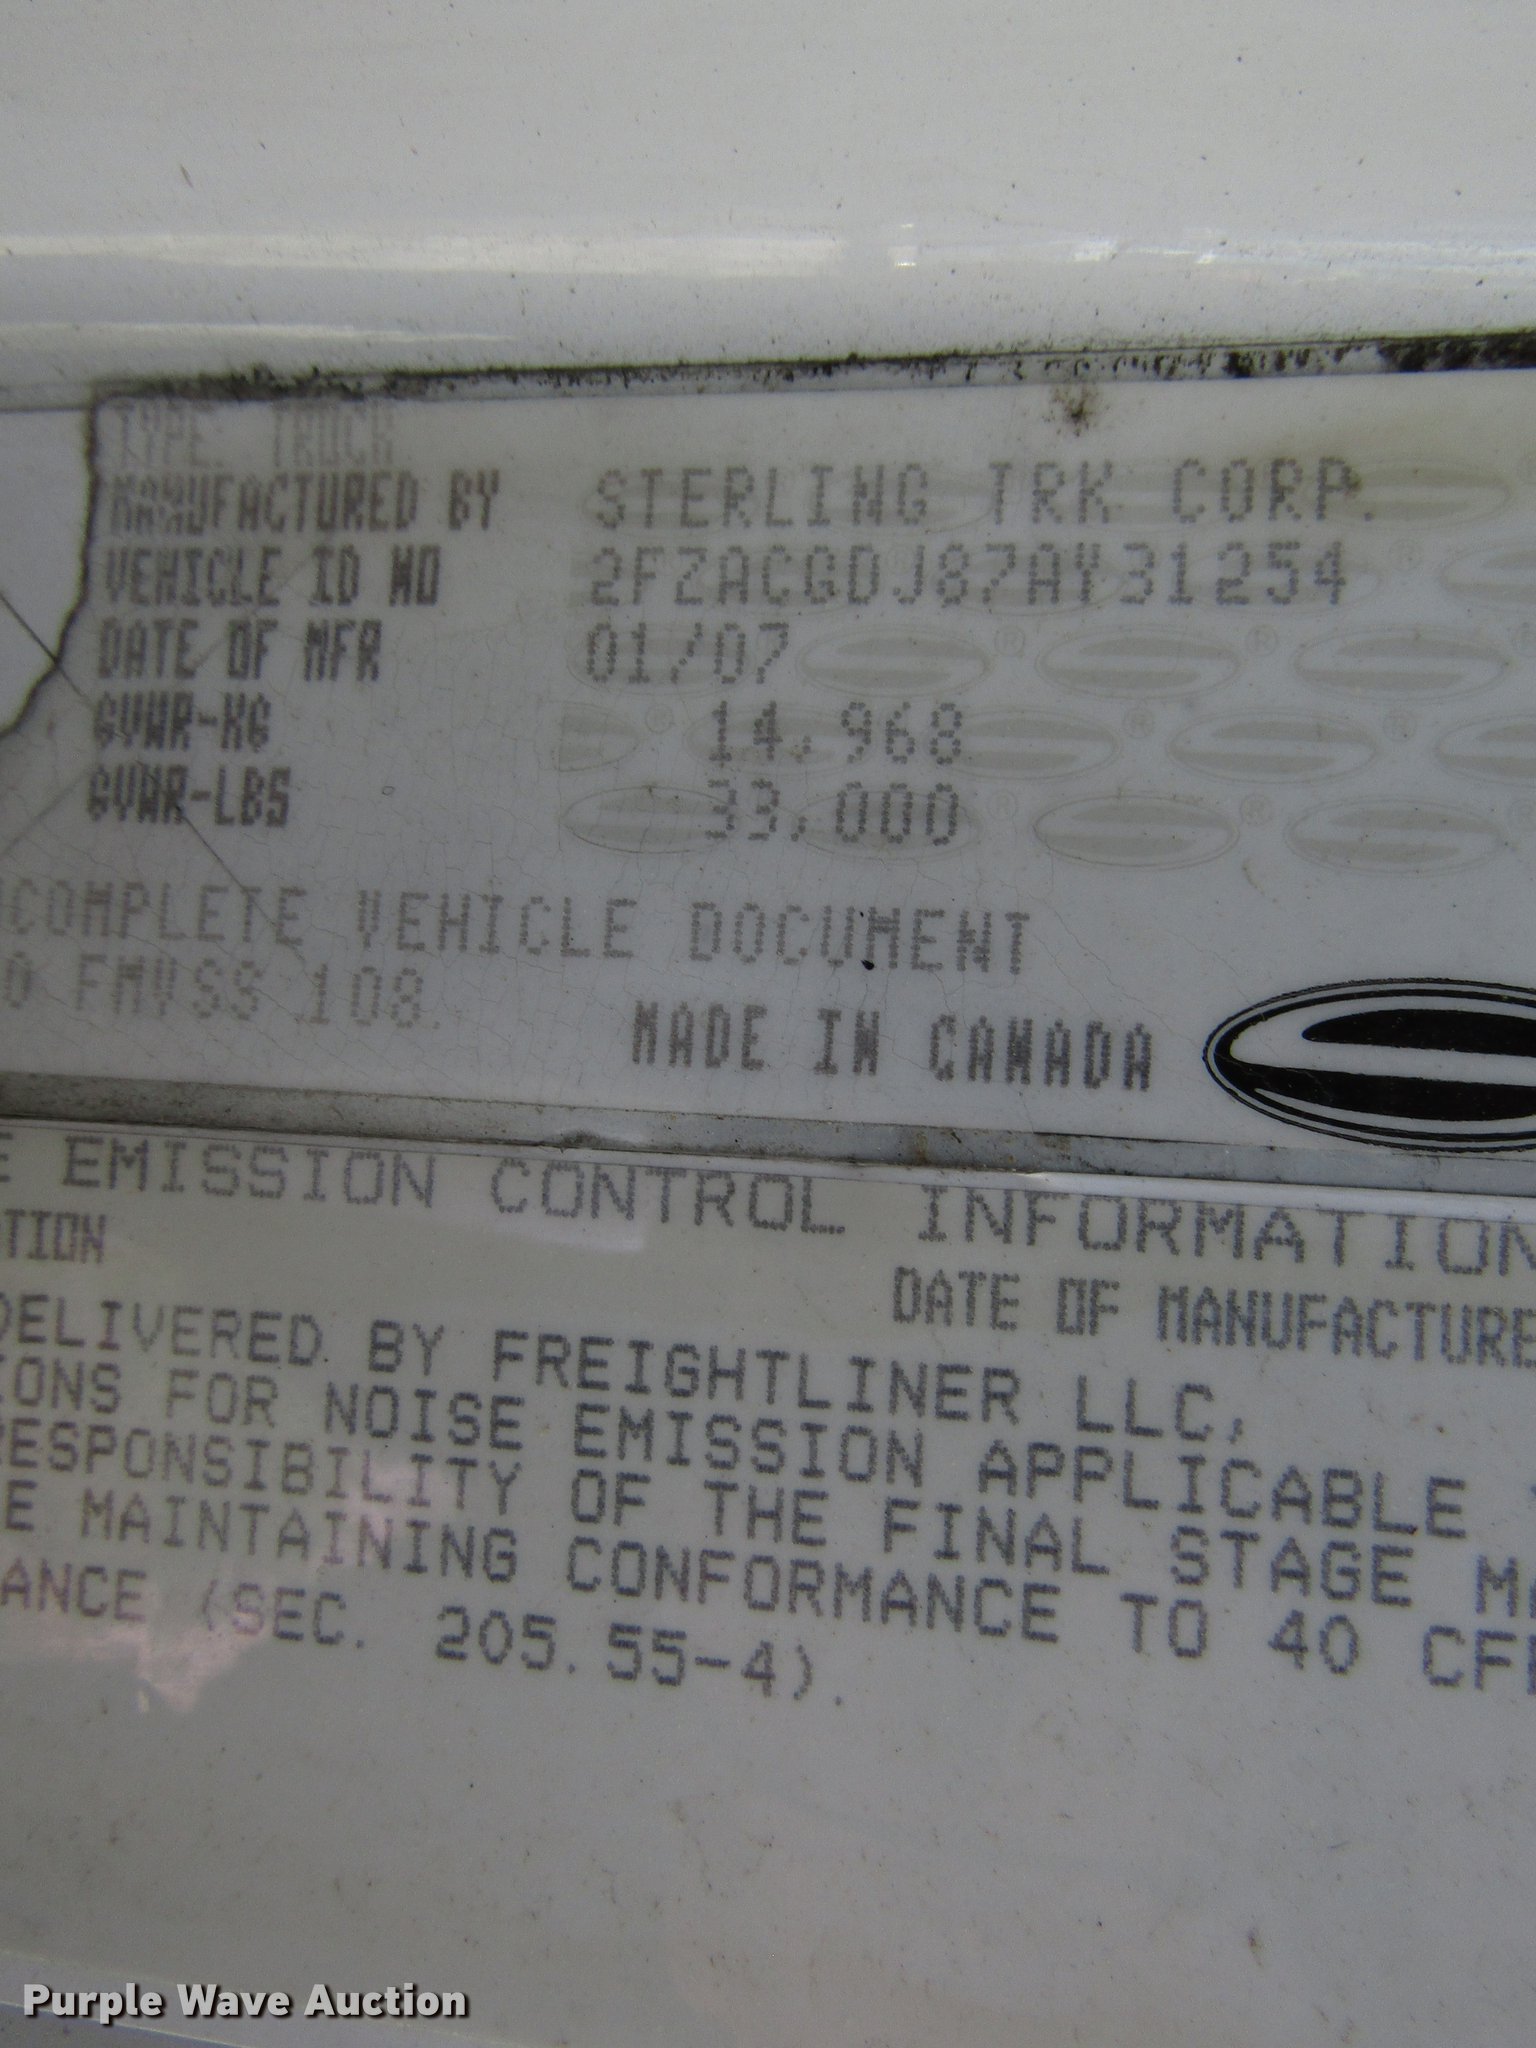 TYPE: TRUCK
MANUFACTURED BY STERLING TRK CORP.
VEHICLE ID NO 2FZACGDJ87AY31254
DATE OF MFR 01/07
GVWR-KG 14,968
GVWR-LBS 33,000
NCOMPLETE VEHICLE DOCUMENT
O FMVSS 108.
MADE IN CANADA
E EMISSION CONTROL INFORMATION
TION
DATE OF MANUFACTURE
DELIVERED BY FREIGHTLINER LLC,
IONS FOR NOISE EMISSION APPLICABLE
RESPONSIBILITY OF THE FINAL STAGE MA
E MAINTAINING CONFORMANCE TO 40 CFR
ANCE (SEC. 205.55-4).
Purple Wave Auction